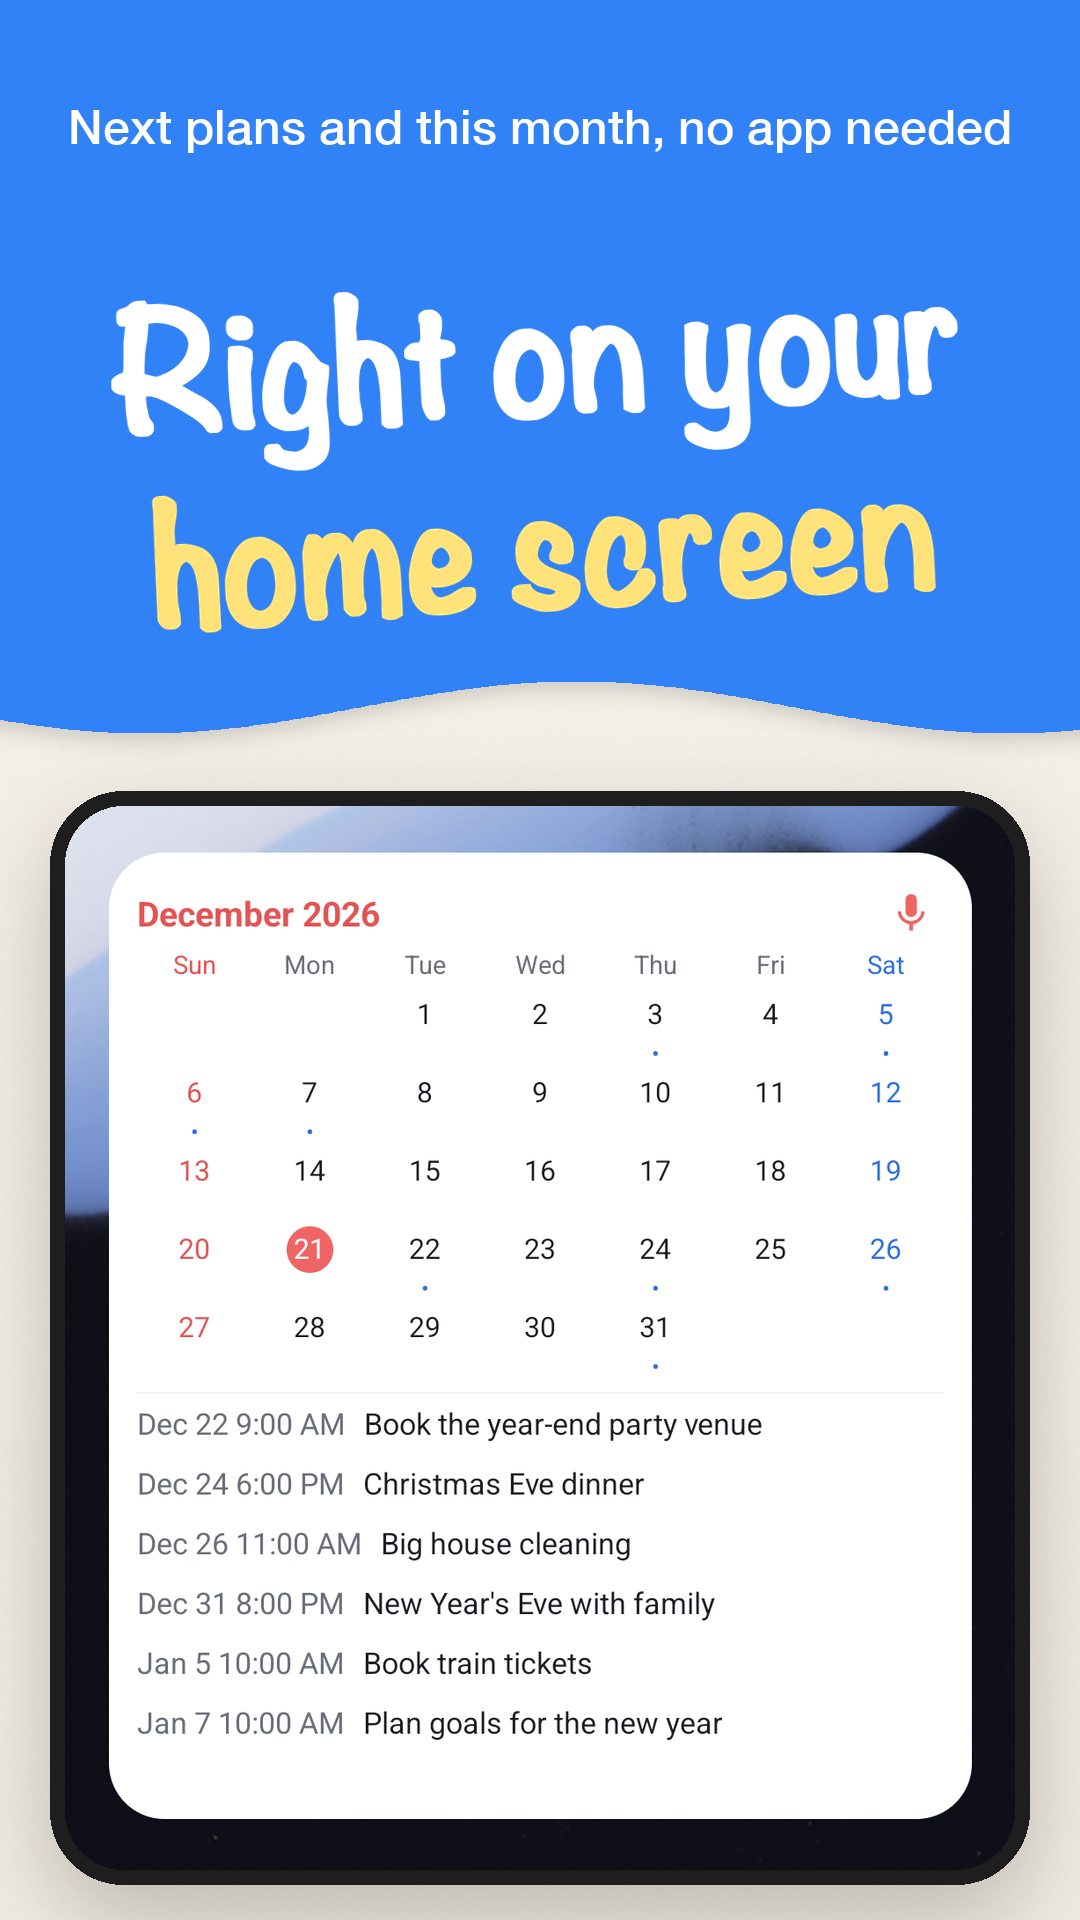 Next plans and this month, no app needed
Right on your
home screen
December 2026
Sun Mon Tue Wed Thu Fri Sat
1 2 3 4 5
6 7 8 9 10 11 12
13 14 15 16 17 18 19
20 21 22 23 24 25 26
27 28 29 30 31
Dec 22 9:00 AM Book the year-end party venue
Dec 24 6:00 PM Christmas Eve dinner
Dec 26 11:00 AM Big house cleaning
Dec 31 8:00 PM New Year's Eve with family
Jan 5 10:00 AM Book train tickets
Jan 7 10:00 AM Plan goals for the new year